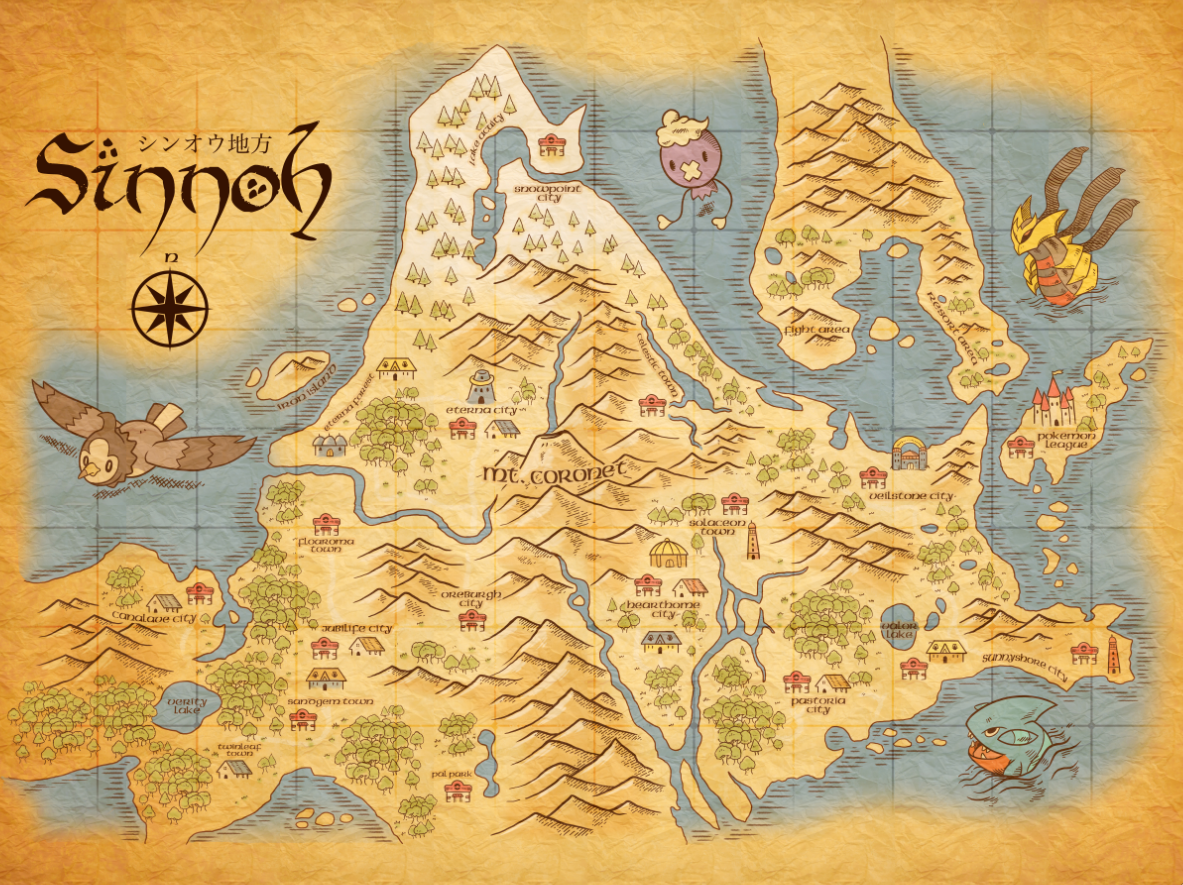 シンオウ地方
Sinnoh
n
Lake Acuity
Snowpoint
City
Fight Area
Resort Area
Iron Island
Eterna Forest
Eterna City
Celestic Town
Pokemon
League
Mt. Coronet
Veilstone City
Solaceon
Town
Floaroma
Town
Oreburgh
City
Hearthome
City
Canalave City
Jubilife City
Valor
Lake
Sunnyshore City
Verity
Lake
Sandgem Town
Pastoria
City
Twinleaf
Town
Pal Park